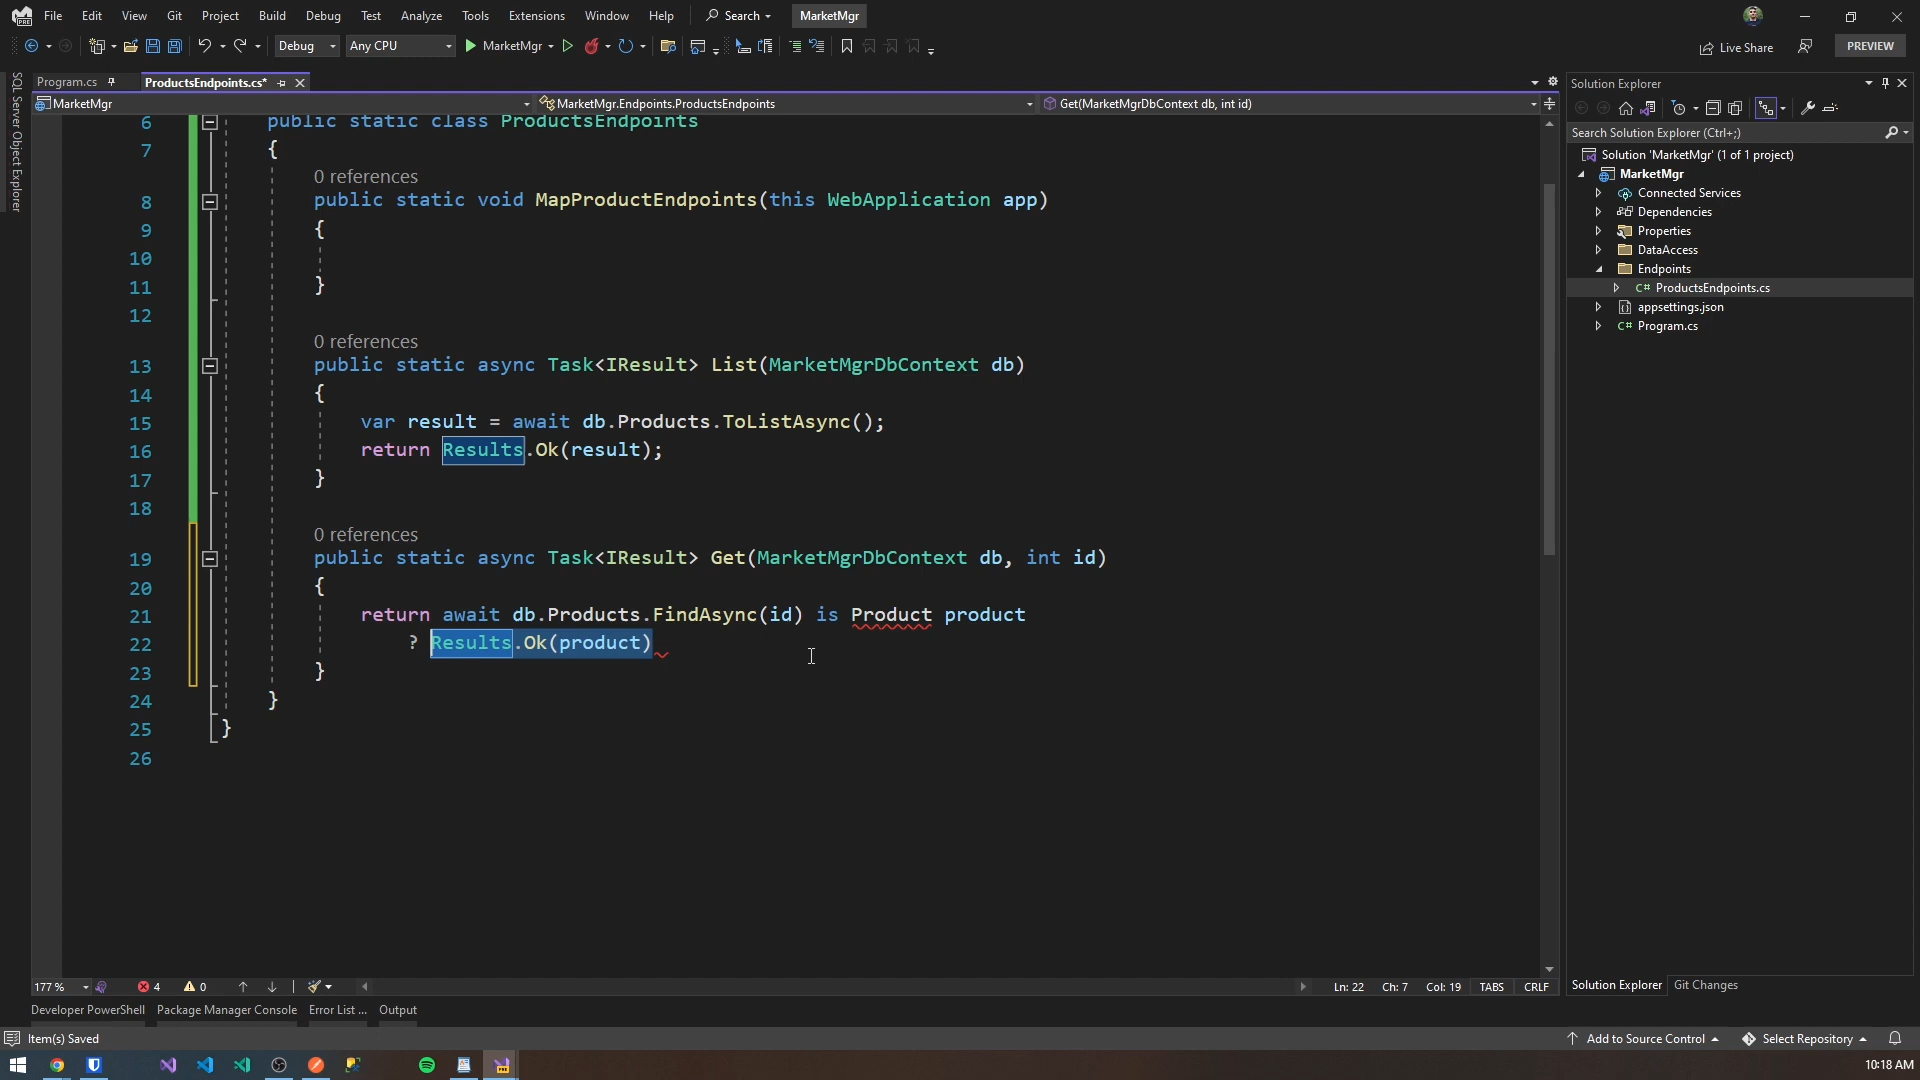 File Edit View Git Project Build Debug Test Analyze Tools Extensions Window Help Search MarketMgr
Debug Any CPU MarketMgr Live Share PREVIEW
SQL Server Object Explorer
Program.cs ProductsEndpoints.cs*
MarketMgr MarketMgr.Endpoints.ProductsEndpoints Get(MarketMgrDbContext db, int id)
6 public static class ProductsEndpoints
7 {
0 references
8 public static void MapProductEndpoints(this WebApplication app)
9 {
10
11 }
12
0 references
13 public static async Task<IResult> List(MarketMgrDbContext db)
14 {
15 var result = await db.Products.ToListAsync();
16 return Results.Ok(result);
17 }
18
0 references
19 public static async Task<IResult> Get(MarketMgrDbContext db, int id)
20 {
21 return await db.Products.FindAsync(id) is Product product
22 ? Results.Ok(product)
23 }
24 }
25 }
26
177 % 4 0 Ln: 22 Ch: 7 Col: 19 TABS CRLF
Developer PowerShell Package Manager Console Error List ... Output
Solution Explorer
Search Solution Explorer (Ctrl+;)
Solution 'MarketMgr' (1 of 1 project)
MarketMgr
Connected Services
Dependencies
Properties
DataAccess
Endpoints
C# ProductsEndpoints.cs
appsettings.json
C# Program.cs
Solution Explorer Git Changes
Item(s) Saved Add to Source Control Select Repository
10:18 AM